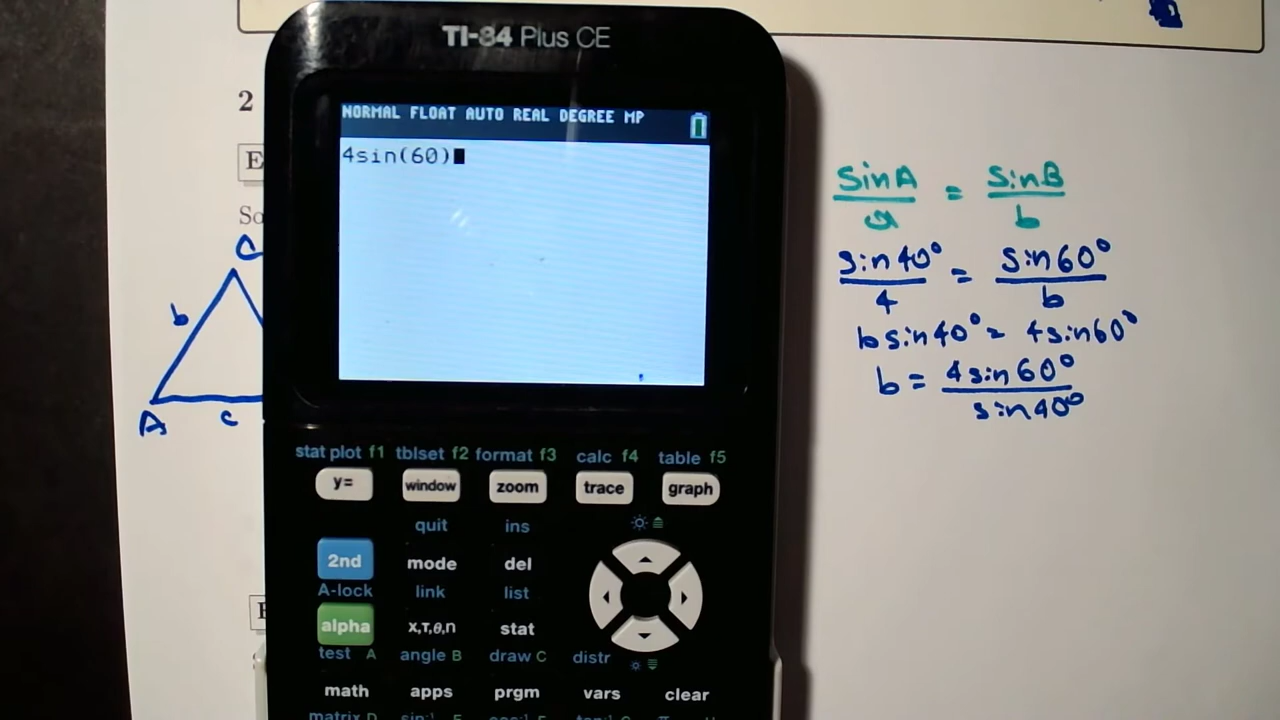 TI-84 Plus CE
NORMAL FLOAT AUTO REAL DEGREE MP
4sin(60)
2
E
So
C
b
A
c
SinA = SinB
a b
sin40° = sin60°
4 b
bsin40° = 4sin60°
b = 4sin60°
sin40°
stat plot f1 tblset f2 format f3 calc f4 table f5
y= window zoom trace graph
quit ins
2nd mode del
A-lock link list
alpha X,T,θ,n stat
test A angle B draw C distr
math apps prgm vars clear
E